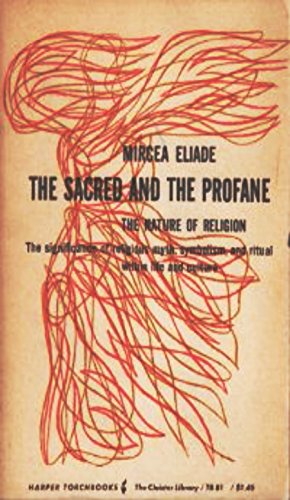 MIRCEA ELIADE
THE SACRED AND THE PROFANE
THE NATURE OF RELIGION
The signification of religious myth, symbolism, and ritual
within life and culture
HARPER TORCHBOOKS The Cloister Library / TB 81 / $1.45